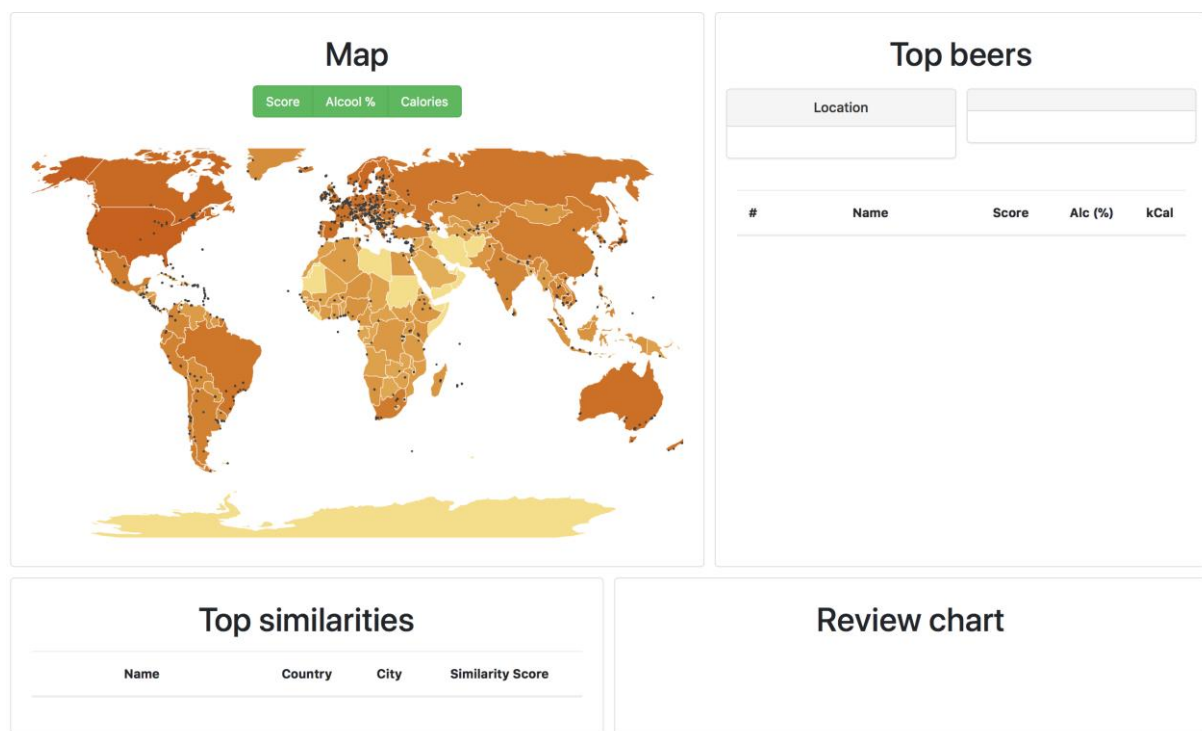 Map
Score Alcool % Calories
Top beers
Location
# Name Score Alc (%) kCal
Top similarities
Name Country City Similarity Score
Review chart